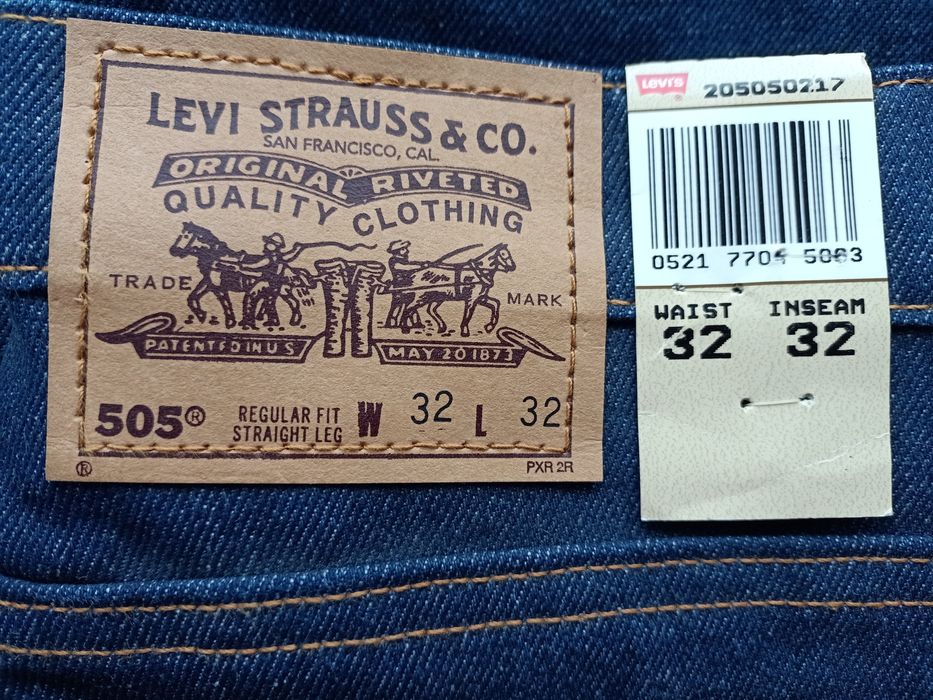 LEVI STRAUSS & CO.
SAN FRANCISCO, CAL.
ORIGINAL RIVETED
QUALITY CLOTHING
TRADE MARK
PATENTED IN U S MAY 20 1873
505® REGULAR FIT W 32 L 32
STRAIGHT LEG
® PXR 2R
Levi's® 205050217
0521 7704 5063
WAIST INSEAM
32 32